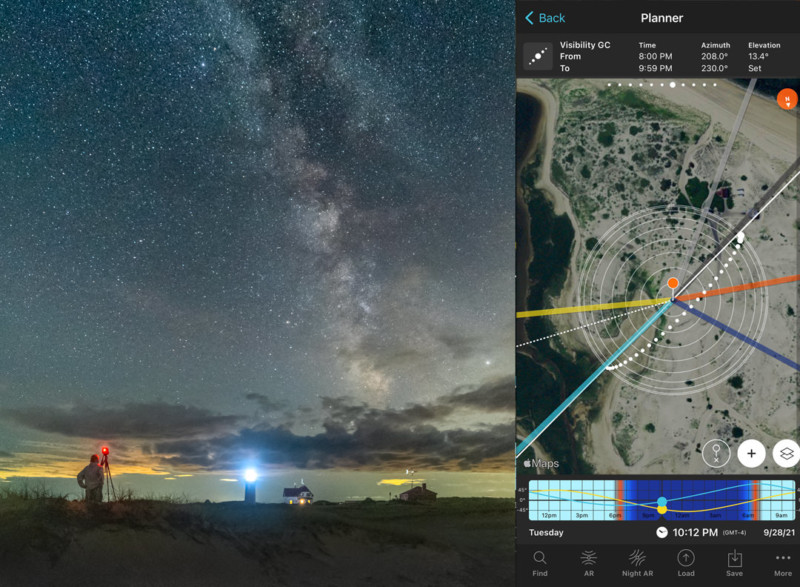 Back
Planner
Visibility GC Time Azimuth Elevation
From 8:00 PM 208.0° 13.4°
To 9:59 PM 230.0° Set
N
Maps
45°
0°
-45°
12pm 3pm 6pm 6am 9am
Tuesday 10:12 PM (GMT-4) 9/28/21
Find AR Night AR Load Save More